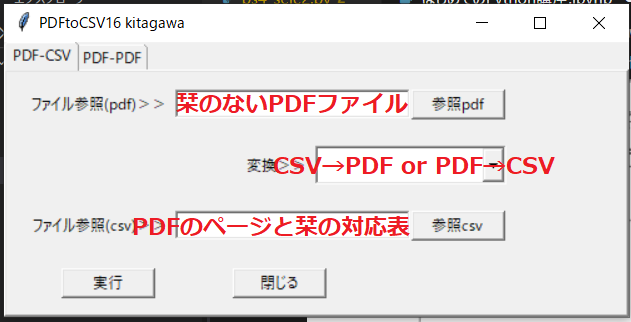 PDFtoCSV16 kitagawa
PDF-CSV PDF-PDF
ファイル参照(pdf)>> 栞のないPDFファイル 参照pdf
変換>> CSV→PDF or PDF→CSV
ファイル参照(csv)>> PDFのページと栞の対応表 参照csv
実行 閉じる